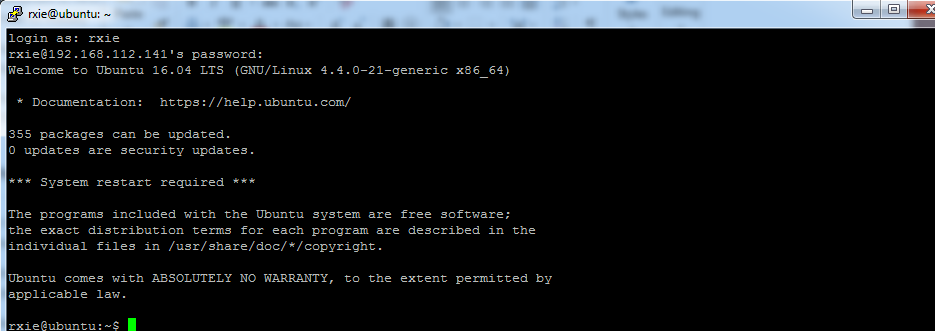 rxie@ubuntu: ~
login as: rxie
rxie@192.168.112.141's password:
Welcome to Ubuntu 16.04 LTS (GNU/Linux 4.4.0-21-generic x86_64)
* Documentation:  https://help.ubuntu.com/
355 packages can be updated.
0 updates are security updates.
*** System restart required ***
The programs included with the Ubuntu system are free software;
the exact distribution terms for each program are described in the
individual files in /usr/share/doc/*/copyright.
Ubuntu comes with ABSOLUTELY NO WARRANTY, to the extent permitted by
applicable law.
rxie@ubuntu:~$